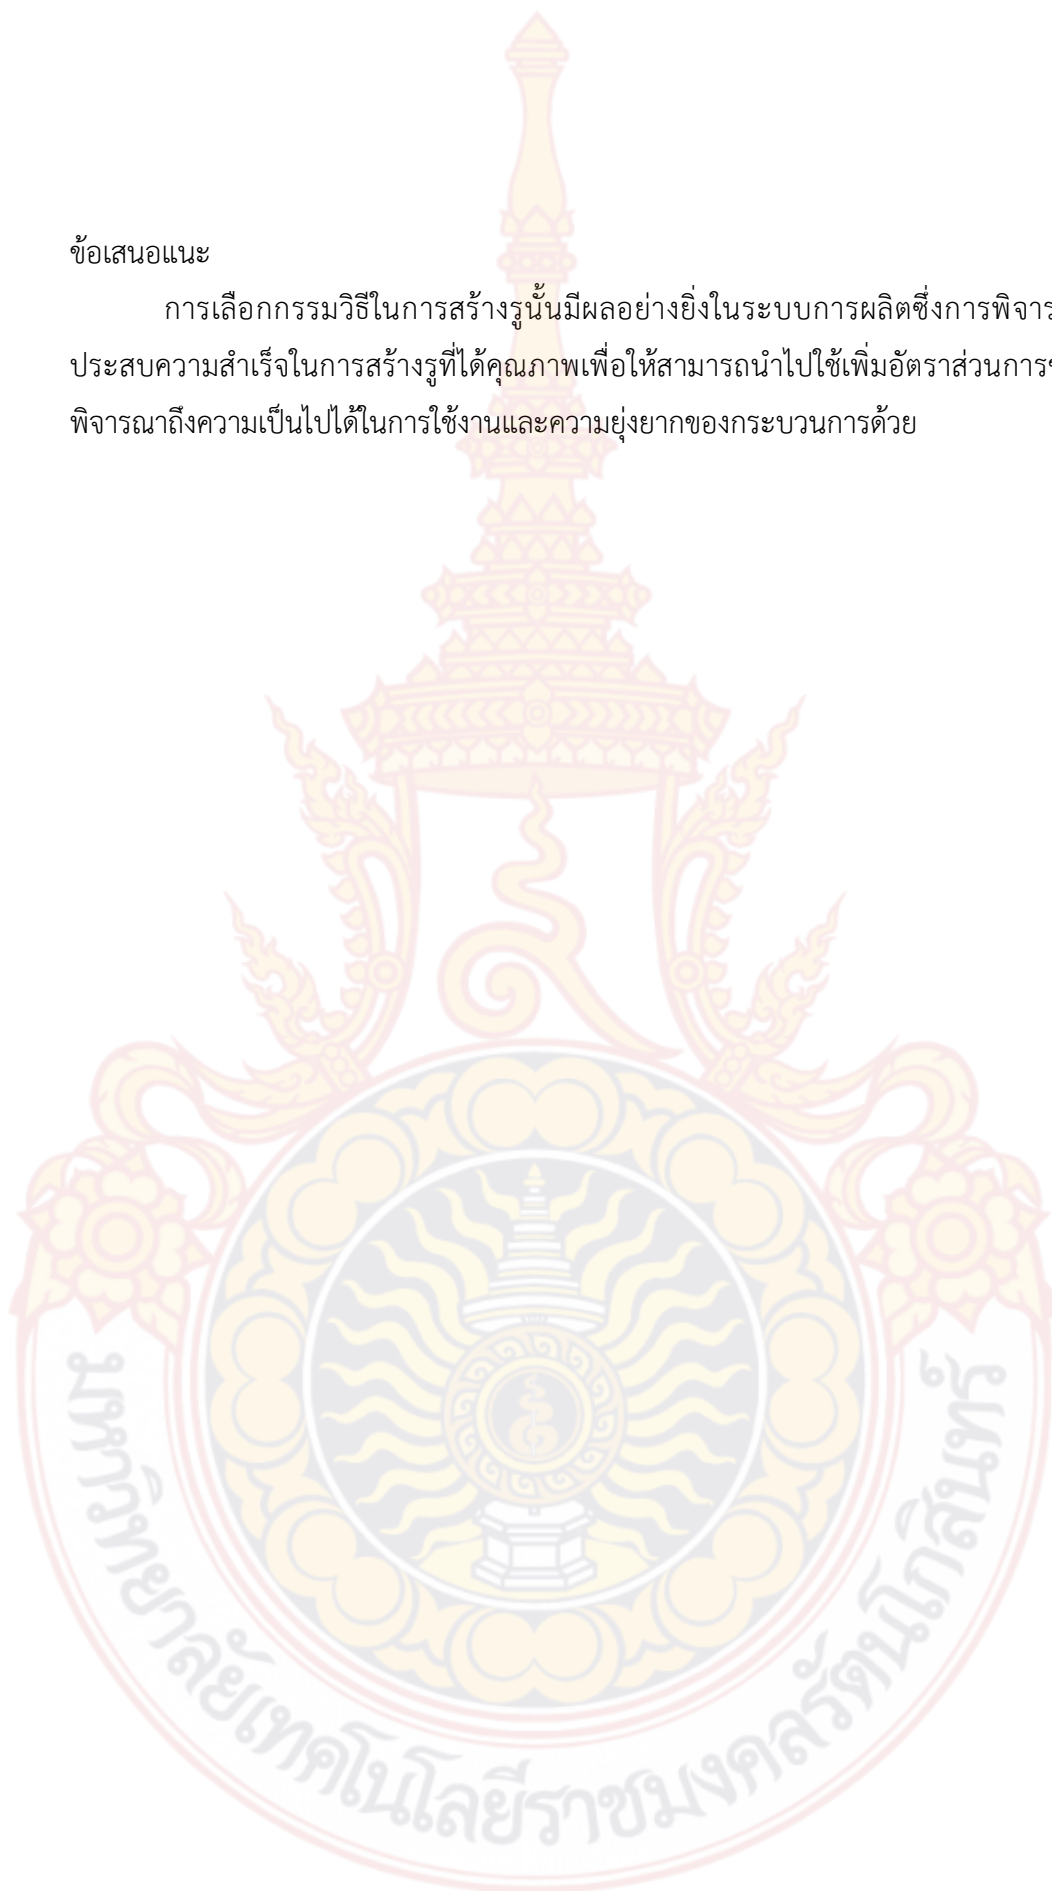 ข้อเสนอแนะ
การเลือกกรรมวิธีในการสร้างรูนั้นมีผลอย่างยิ่งในระบบการผลิตซึ่งการพิจาร
ประสบความสำเร็จในการสร้างรูที่ได้คุณภาพเพื่อให้สามารถนำไปใช้เพิ่มอัตราส่วนการ
พิจารณาถึงความเป็นไปได้ในการใช้งานและความยุ่งยากของกระบวนการด้วย
มหาวิทยาลัยเทคโนโลยีราชมงคลรัตนโกสินทร์